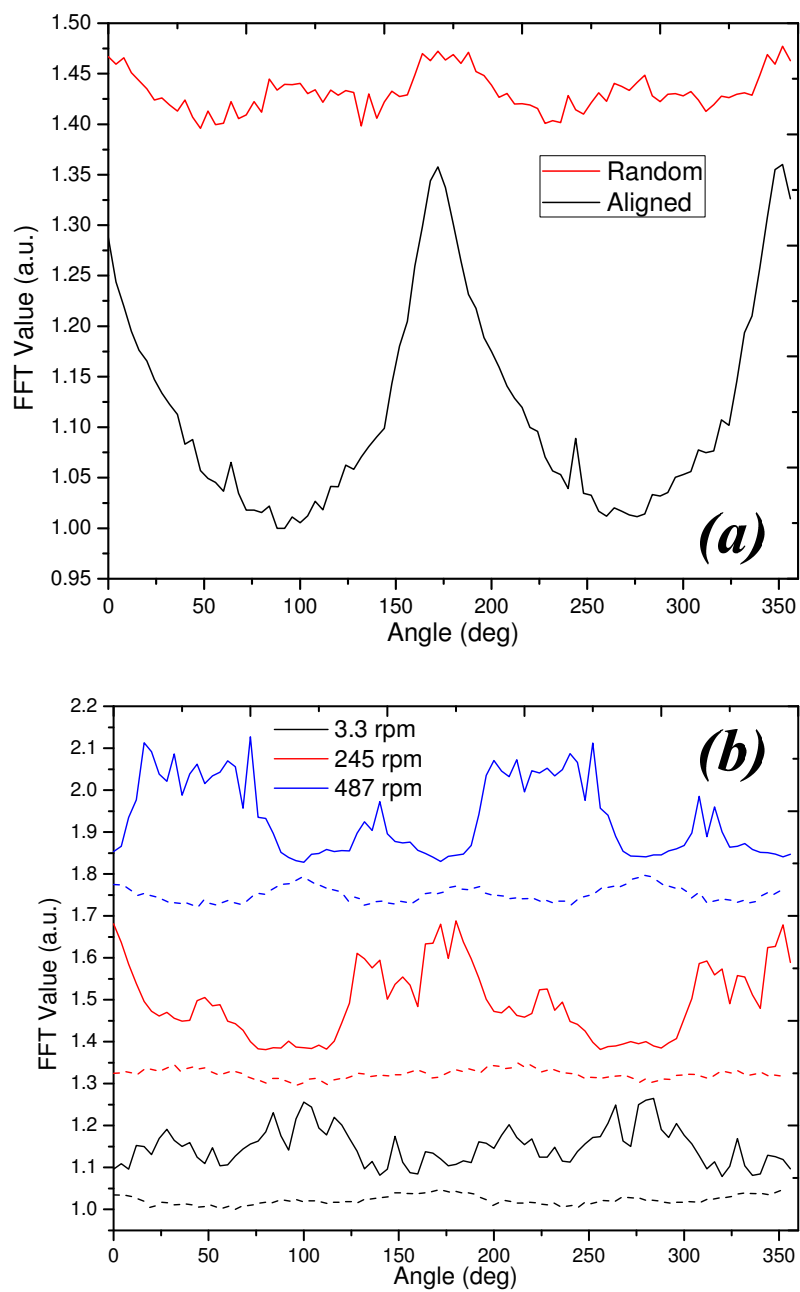 1.50
1.45
1.40
1.35
1.30
1.25
1.20
1.15
1.10
1.05
1.00
0.95
FFT Value (a.u.)
Random
Aligned
(a)
0 50 100 150 200 250 300 350
Angle (deg)
2.2
2.1
2.0
1.8
1.7
1.6
1.4
1.3
1.2
1.1
1.0
FFT Value (a.u.)
3.3 rpm
245 rpm
487 rpm
(b)
0 50 100 150 200 250 300 350
Angle (deg)